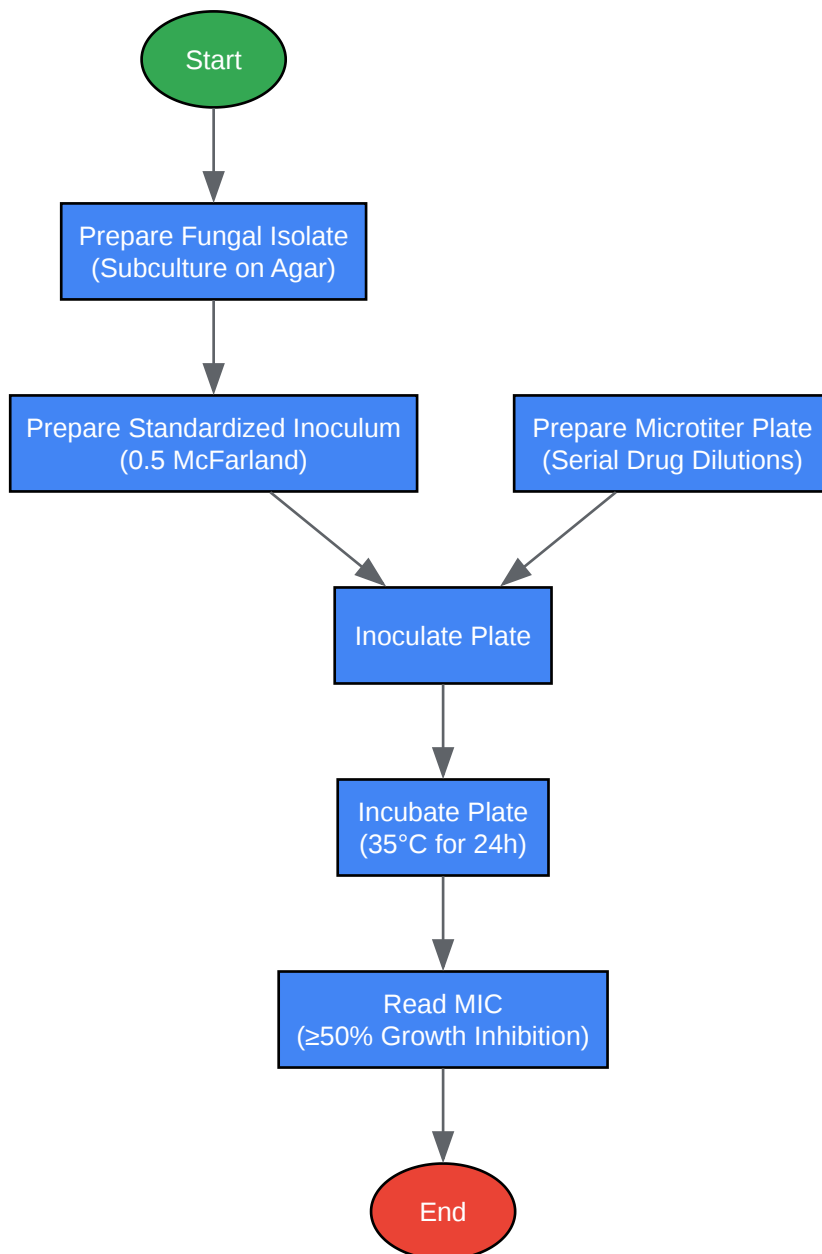 Start
Prepare Fungal Isolate
(Subculture on Agar)
Prepare Standardized Inoculum
(0.5 McFarland)
Prepare Microtiter Plate
(Serial Drug Dilutions)
Inoculate Plate
Incubate Plate
(35°C for 24h)
Read MIC
(≥50% Growth Inhibition)
End